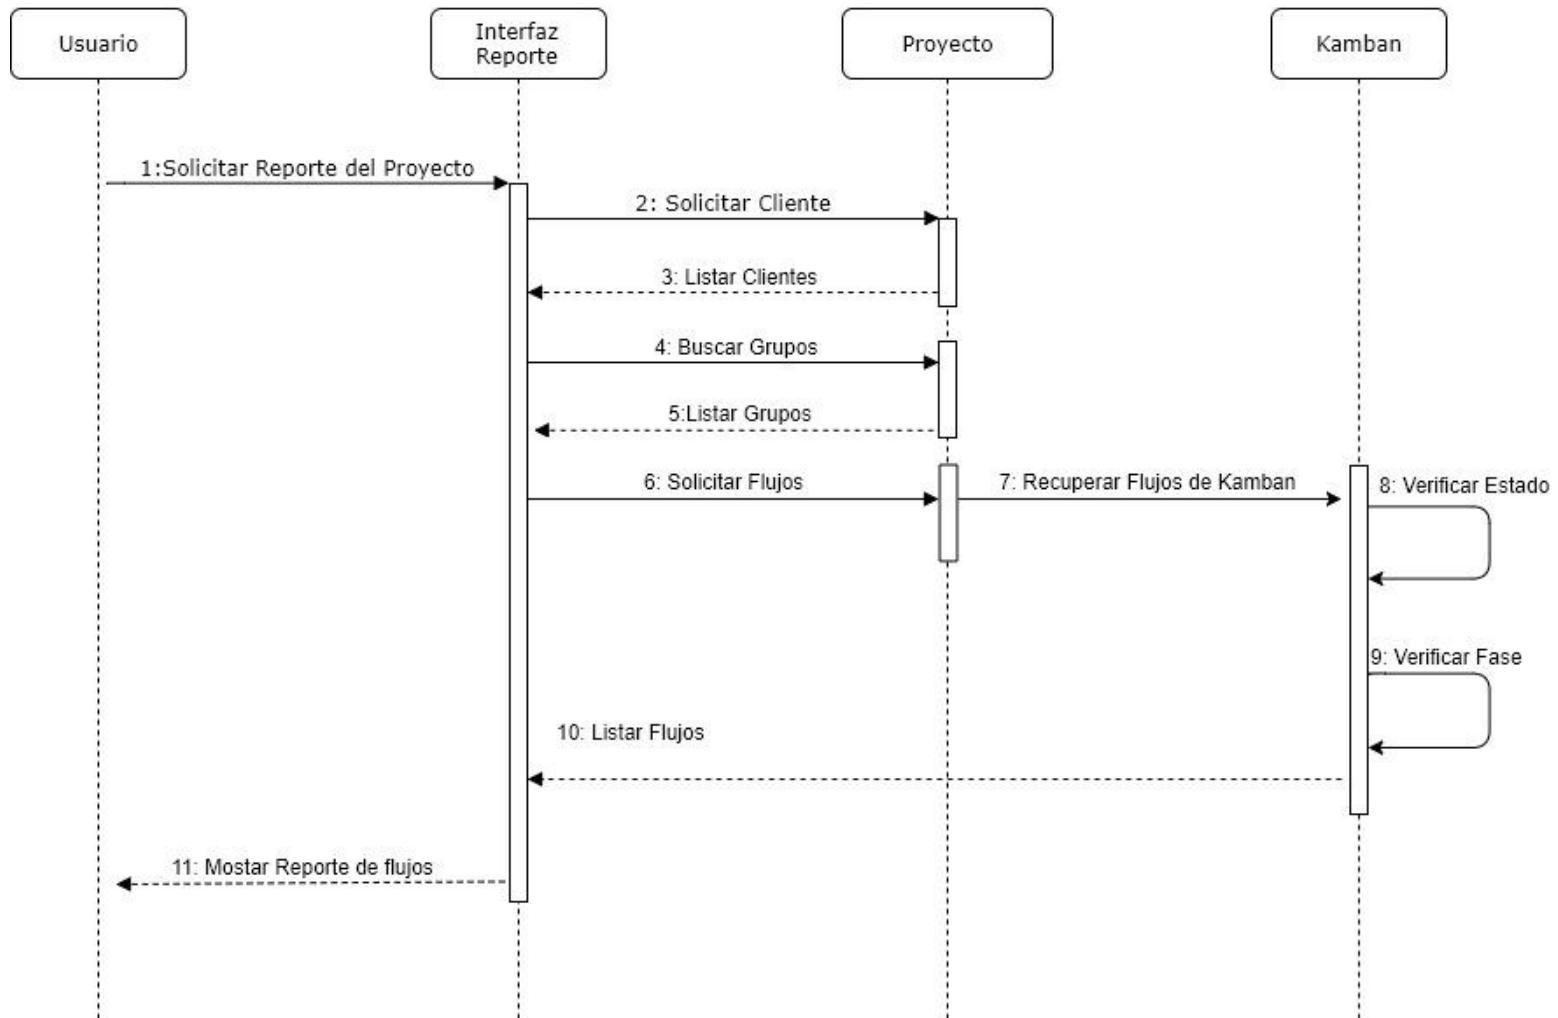 Usuario
Interfaz
Reporte
Proyecto
Kamban
1:Solicitar Reporte del Proyecto
2: Solicitar Cliente
3: Listar Clientes
4: Buscar Grupos
5:Listar Grupos
6: Solicitar Flujos
7: Recuperar Flujos de Kamban
8: Verificar Estado
9: Verificar Fase
10: Listar Flujos
11: Mostar Reporte de flujos